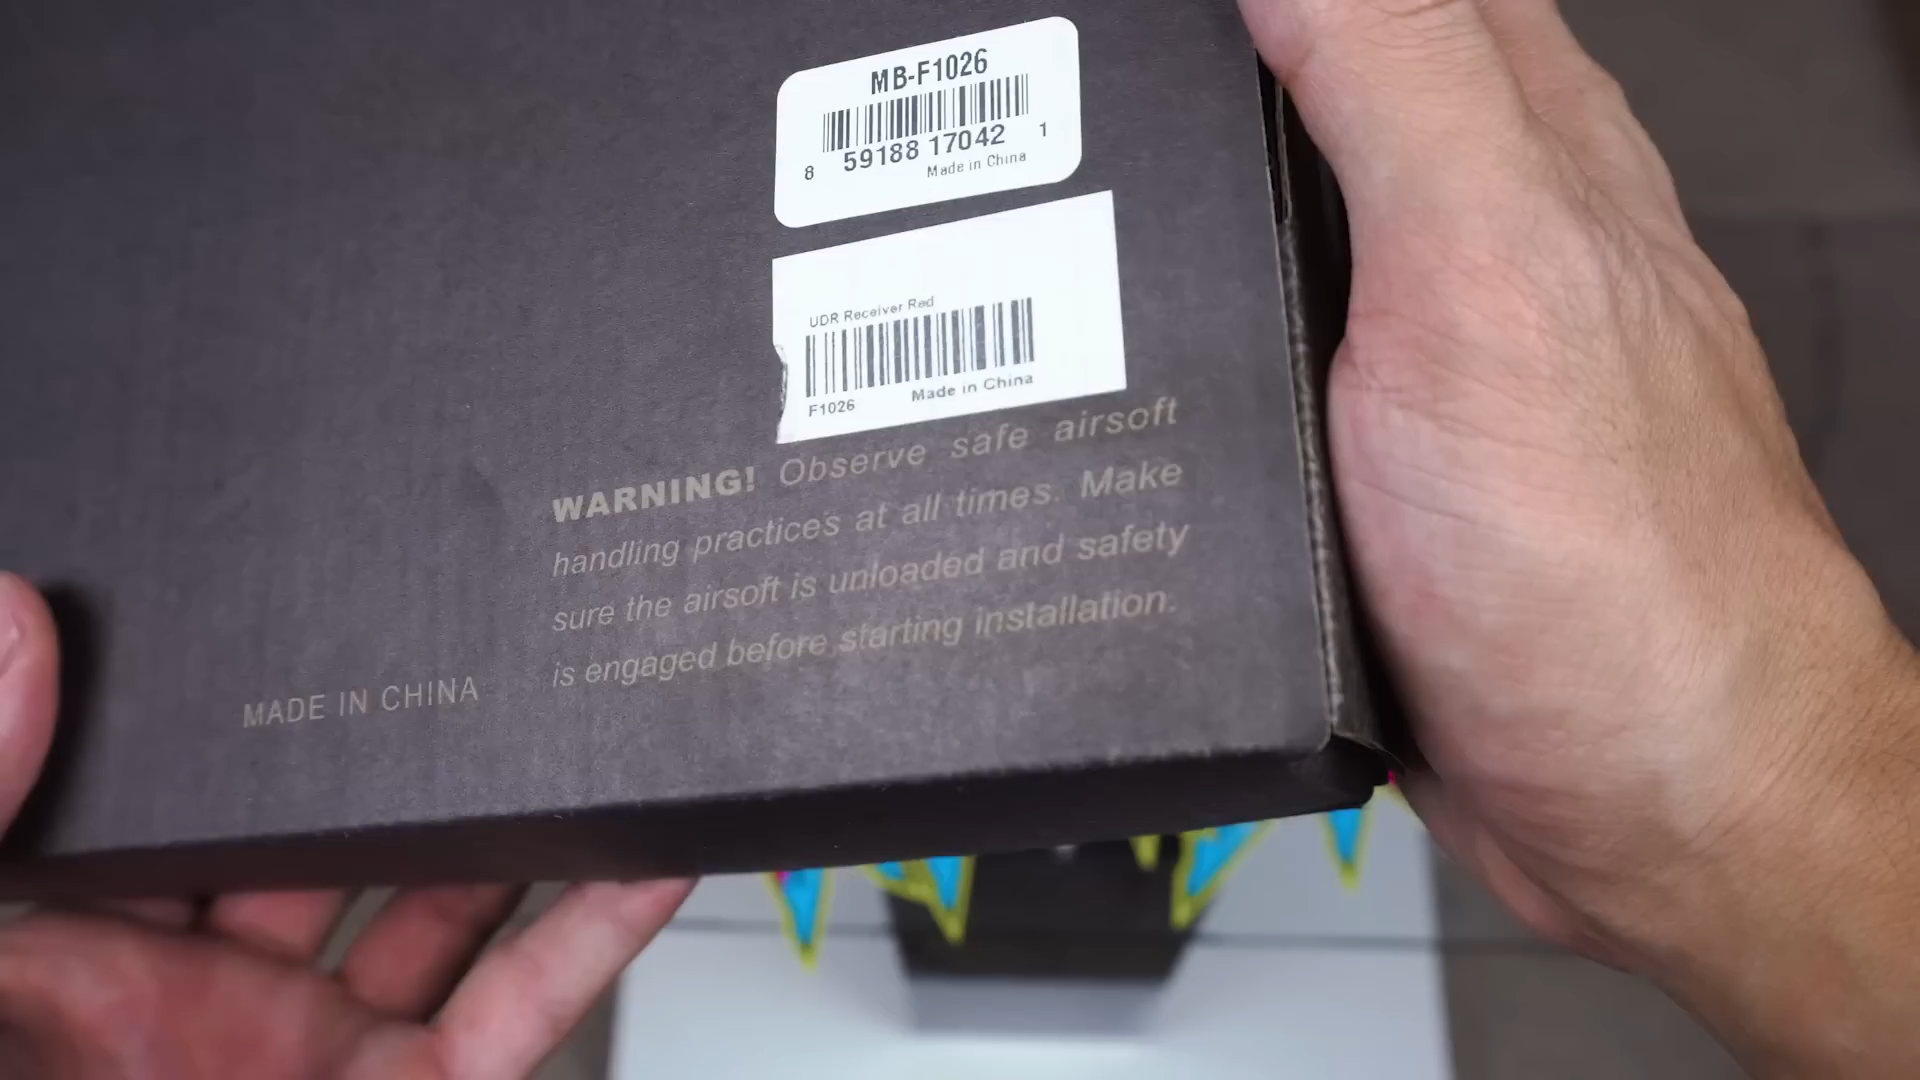 MB-F1026
8 59188 17042 1
Made in China
UDR Receiver Red
F1026 Made in China
WARNING! Observe safe airsoft
handling practices at all times. Make
sure the airsoft is unloaded and safety
is engaged before starting installation.
MADE IN CHINA